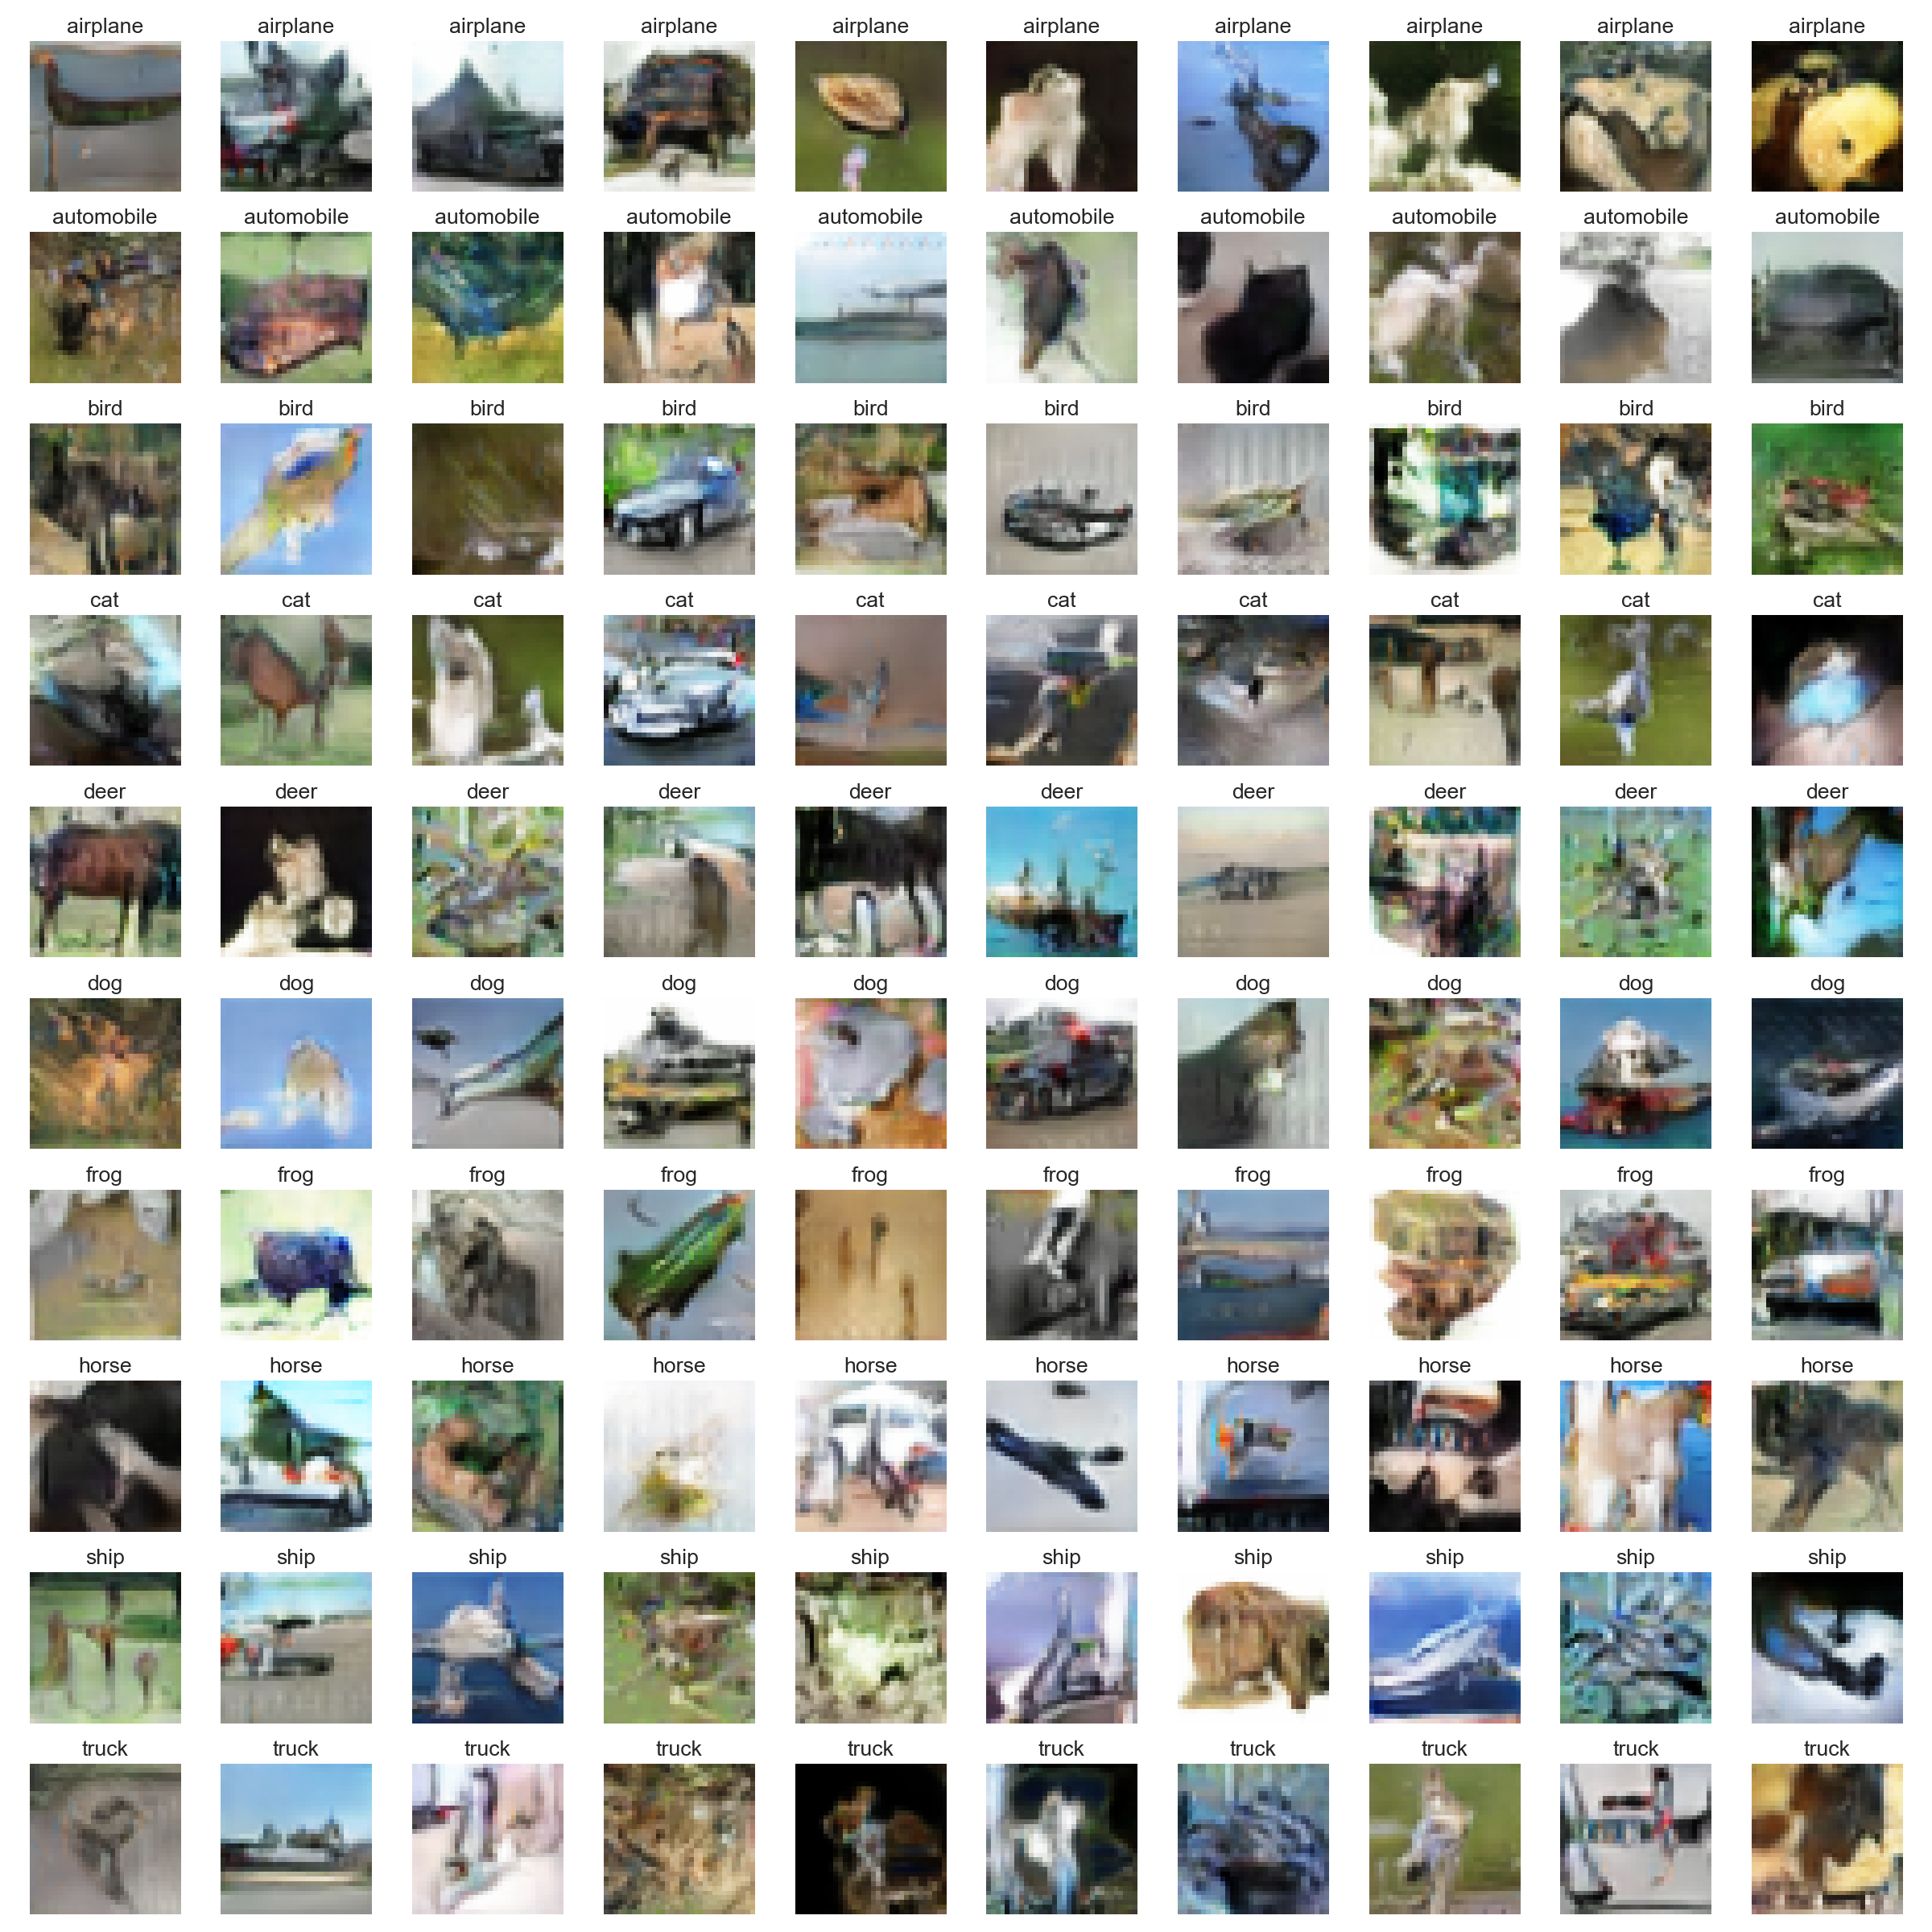 airplane airplane airplane airplane airplane airplane airplane airplane airplane airplane
automobile automobile automobile automobile automobile automobile automobile automobile automobile automobile
bird bird bird bird bird bird bird bird bird bird
cat cat cat cat cat cat cat cat cat cat
deer deer deer deer deer deer deer deer deer deer
dog dog dog dog dog dog dog dog dog dog
frog frog frog frog frog frog frog frog frog frog
horse horse horse horse horse horse horse horse horse horse
ship ship ship ship ship ship ship ship ship ship
truck truck truck truck truck truck truck truck truck truck